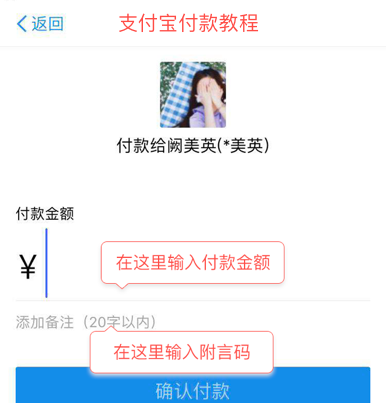 返回
支付宝付款教程
付款给阙美英(*美英)
付款金额
¥
在这里输入付款金额
添加备注（20字以内）
在这里输入附言码
确认付款